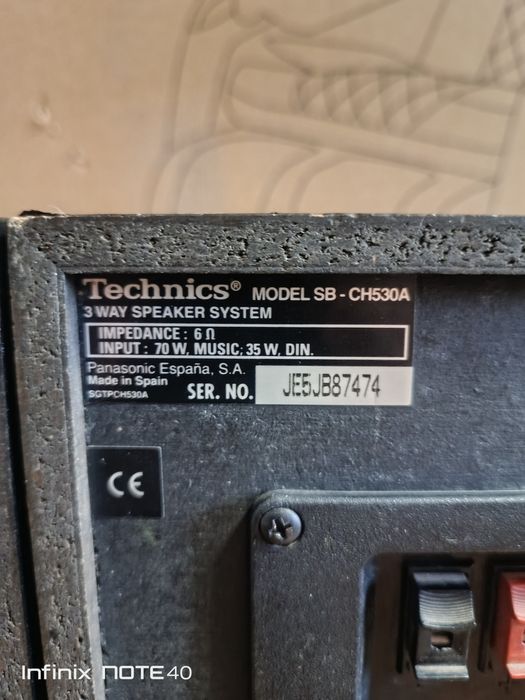 Technics® MODEL SB - CH530A
3 WAY SPEAKER SYSTEM
IMPEDANCE : 6 Ω
INPUT : 70 W, MUSIC; 35 W, DIN.
Panasonic España, S.A.
Made in Spain
SGTPCH530A
SER. NO. JE5JB87474
CE
Infinix NOTE 40